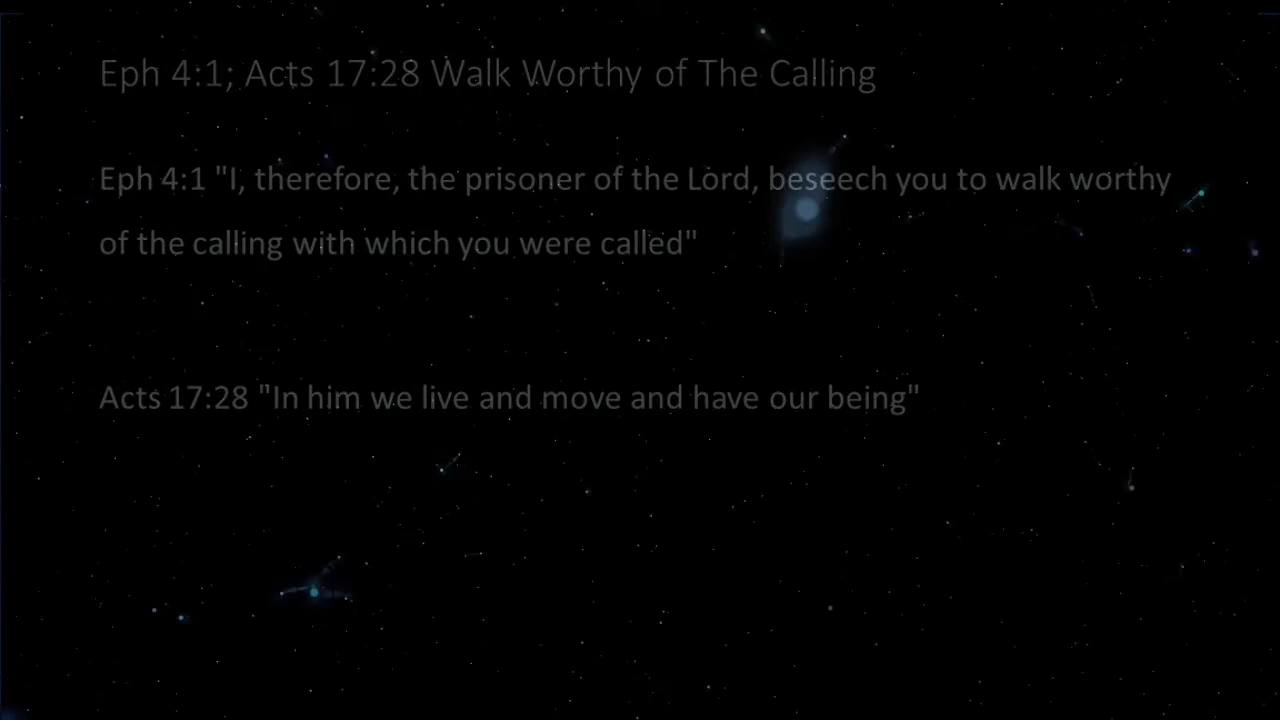 Eph 4:1; Acts 17:28 Walk Worthy of The Calling
Eph 4:1 "I, therefore, the prisoner of the Lord, beseech you to walk worthy
of the calling with which you were called"
Acts 17:28 "In him we live and move and have our being"